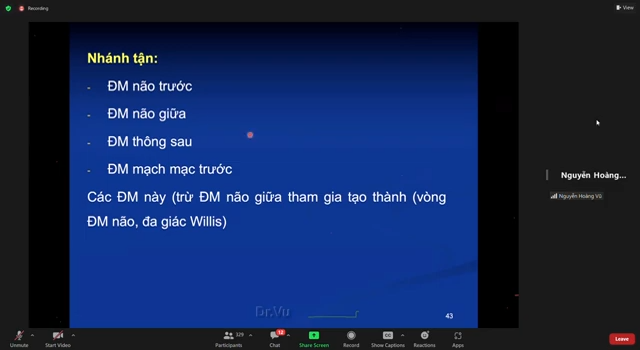 Recording
View
Nhánh tận:
- ĐM não trước
- ĐM não giữa
- ĐM thông sau
- ĐM mạch mạc trước
Các ĐM này (trừ ĐM não giữa tham gia tạo thành (vòng
ĐM não, đa giác Willis)
Dr.Vu
43
Nguyễn Hoàng...
Nguyễn Hoàng Vũ
Unmute
Start Video
Participants
329
Chat
12
Share Screen
Record
Show Captions
Reactions
Apps
Leave